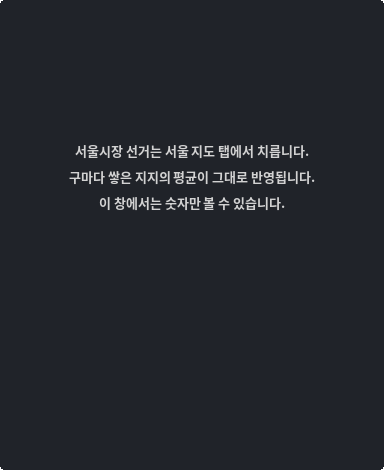 서울시장 선거는 서울 지도 탭에서 치릅니다.
구마다 쌓은 지지의 평균이 그대로 반영됩니다.
이 창에서는 숫자만 볼 수 있습니다.